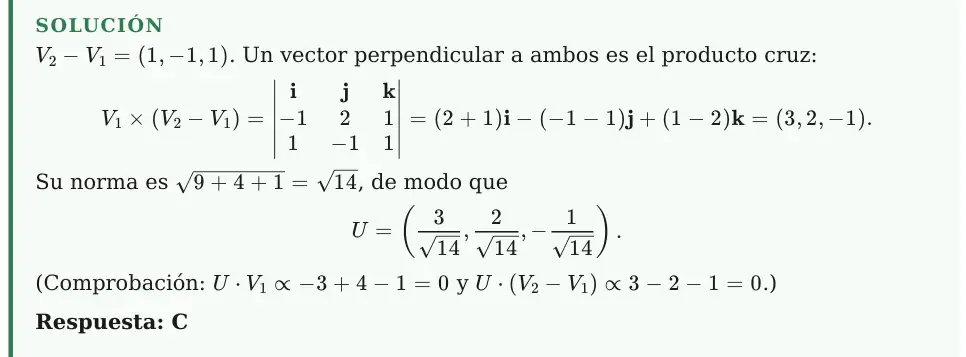 SOLUCIÓN
V₂ − V₁ = (1, −1, 1). Un vector perpendicular a ambos es el producto cruz:
V₁ × (V₂ − V₁) = | i j k | = (2 + 1)i − (−1 − 1)j + (1 − 2)k = (3, 2, −1).
| −1 2 1 |
| 1 −1 1 |
Su norma es √(9 + 4 + 1) = √14, de modo que
U = (3/√14, 2/√14, −1/√14).
(Comprobación: U · V₁ ∝ −3 + 4 − 1 = 0 y U · (V₂ − V₁) ∝ 3 − 2 − 1 = 0.)
Respuesta: C